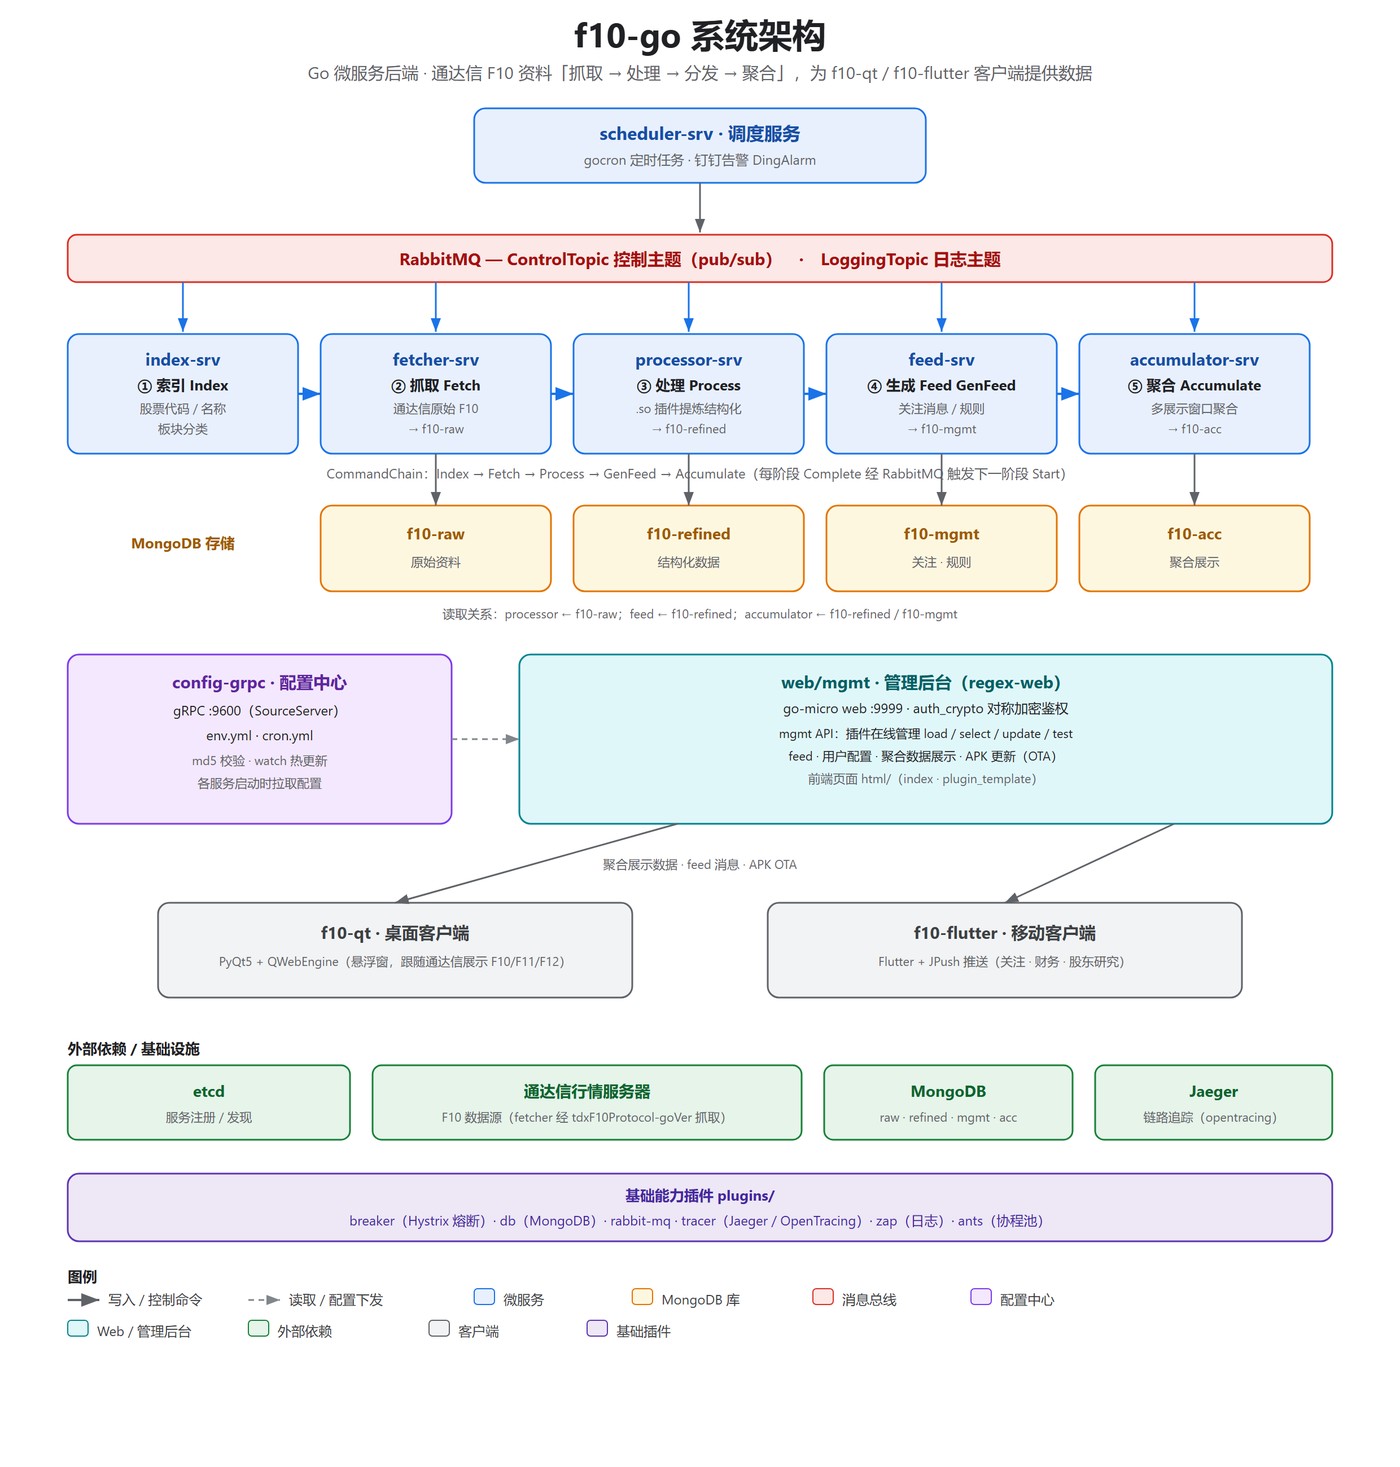 f10-go 系统架构
Go 微服务后端 · 通达信 F10 资料「抓取 → 处理 → 分发 → 聚合」，为 f10-qt / f10-flutter 客户端提供数据
scheduler-srv · 调度服务
gocron 定时任务 · 钉钉告警 DingAlarm
RabbitMQ — ControlTopic 控制主题（pub/sub） · LoggingTopic 日志主题
index-srv
① 索引 Index
股票代码 / 名称
板块分类
fetcher-srv
② 抓取 Fetch
通达信原始 F10
→ f10-raw
processor-srv
③ 处理 Process
.so 插件提炼结构化
→ f10-refined
feed-srv
④ 生成 Feed GenFeed
关注消息 / 规则
→ f10-mgmt
accumulator-srv
⑤ 聚合 Accumulate
多展示窗口聚合
→ f10-acc
CommandChain：Index → Fetch → Process → GenFeed → Accumulate（每阶段 Complete 经 RabbitMQ 触发下一阶段 Start）
MongoDB 存储
f10-raw
原始资料
f10-refined
结构化数据
f10-mgmt
关注 · 规则
f10-acc
聚合展示
读取关系：processor ← f10-raw；feed ← f10-refined；accumulator ← f10-refined / f10-mgmt
config-grpc · 配置中心
gRPC :9600（SourceServer）
env.yml · cron.yml
md5 校验 · watch 热更新
各服务启动时拉取配置
web/mgmt · 管理后台（regex-web）
go-micro web :9999 · auth_crypto 对称加密鉴权
mgmt API：插件在线管理 load / select / update / test
feed · 用户配置 · 聚合数据展示 · APK 更新（OTA）
前端页面 html/（index · plugin_template）
聚合展示数据 · feed 消息 · APK OTA
f10-qt · 桌面客户端
PyQt5 + QWebEngine（悬浮窗，跟随通达信展示 F10/F11/F12）
f10-flutter · 移动客户端
Flutter + JPush 推送（关注 · 财务 · 股东研究）
外部依赖 / 基础设施
etcd
服务注册 / 发现
通达信行情服务器
F10 数据源（fetcher 经 tdxF10Protocol-goVer 抓取）
MongoDB
raw · refined · mgmt · acc
Jaeger
链路追踪（opentracing）
基础能力插件 plugins/
breaker（Hystrix 熔断）· db（MongoDB）· rabbit-mq · tracer（Jaeger / OpenTracing）· zap（日志）· ants（协程池）
图例
写入 / 控制命令
读取 / 配置下发
微服务
MongoDB 库
消息总线
配置中心
Web / 管理后台
外部依赖
客户端
基础插件